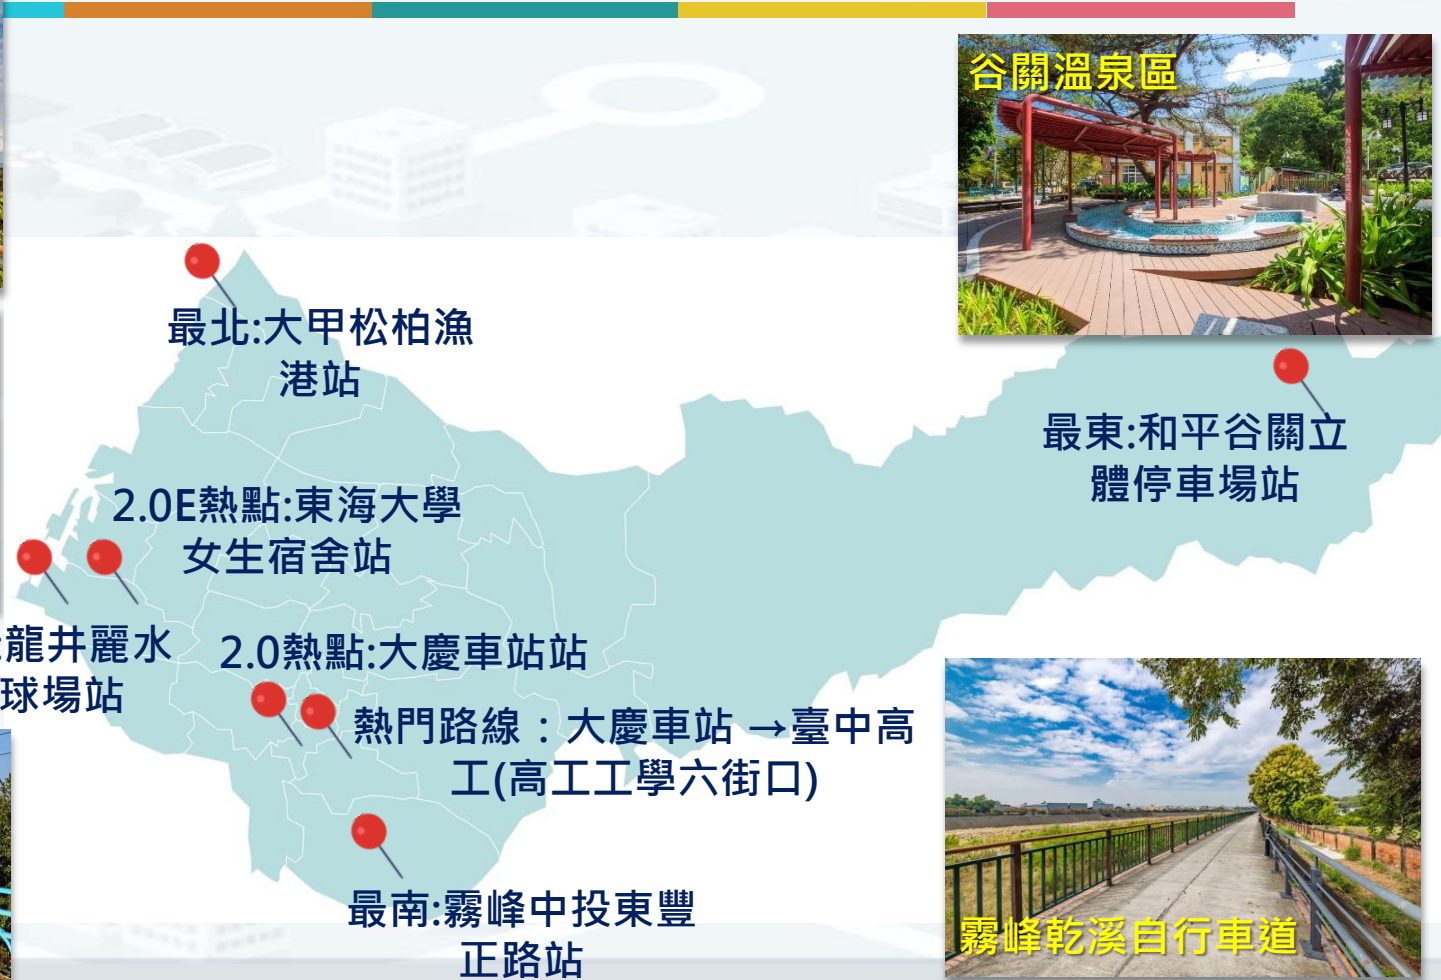 谷關溫泉區
最北:大甲松柏漁
港站
最東:和平谷關立
體停車場站
2.0E熱點:東海大學
女生宿舍站
龍井麗水
球場站
2.0熱點:大慶車站站
熱門路線：大慶車站→臺中高
工(高工工學六街口)
最南:霧峰中投東豐
正路站
霧峰乾溪自行車道